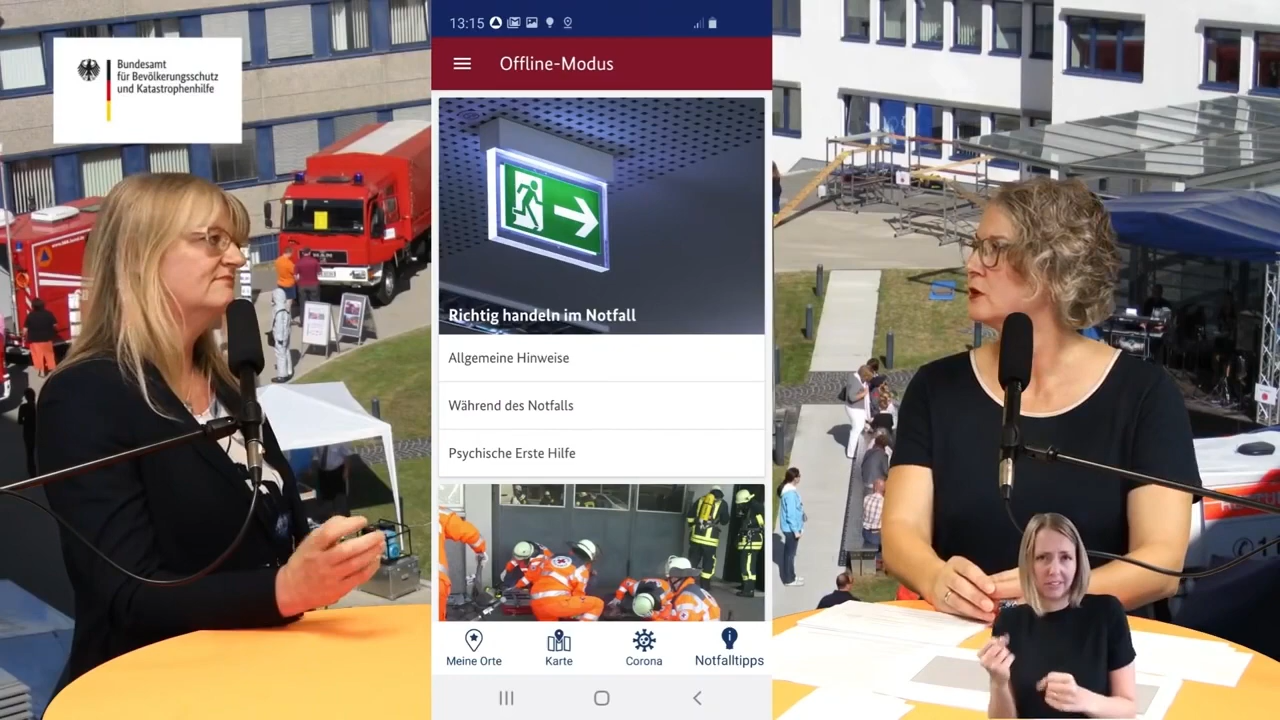 Bundesamt
für Bevölkerungsschutz
und Katastrophenhilfe
13:15
Offline-Modus
Richtig handeln im Notfall
Allgemeine Hinweise
Während des Notfalls
Psychische Erste Hilfe
Meine Orte
Karte
Corona
Notfalltipps